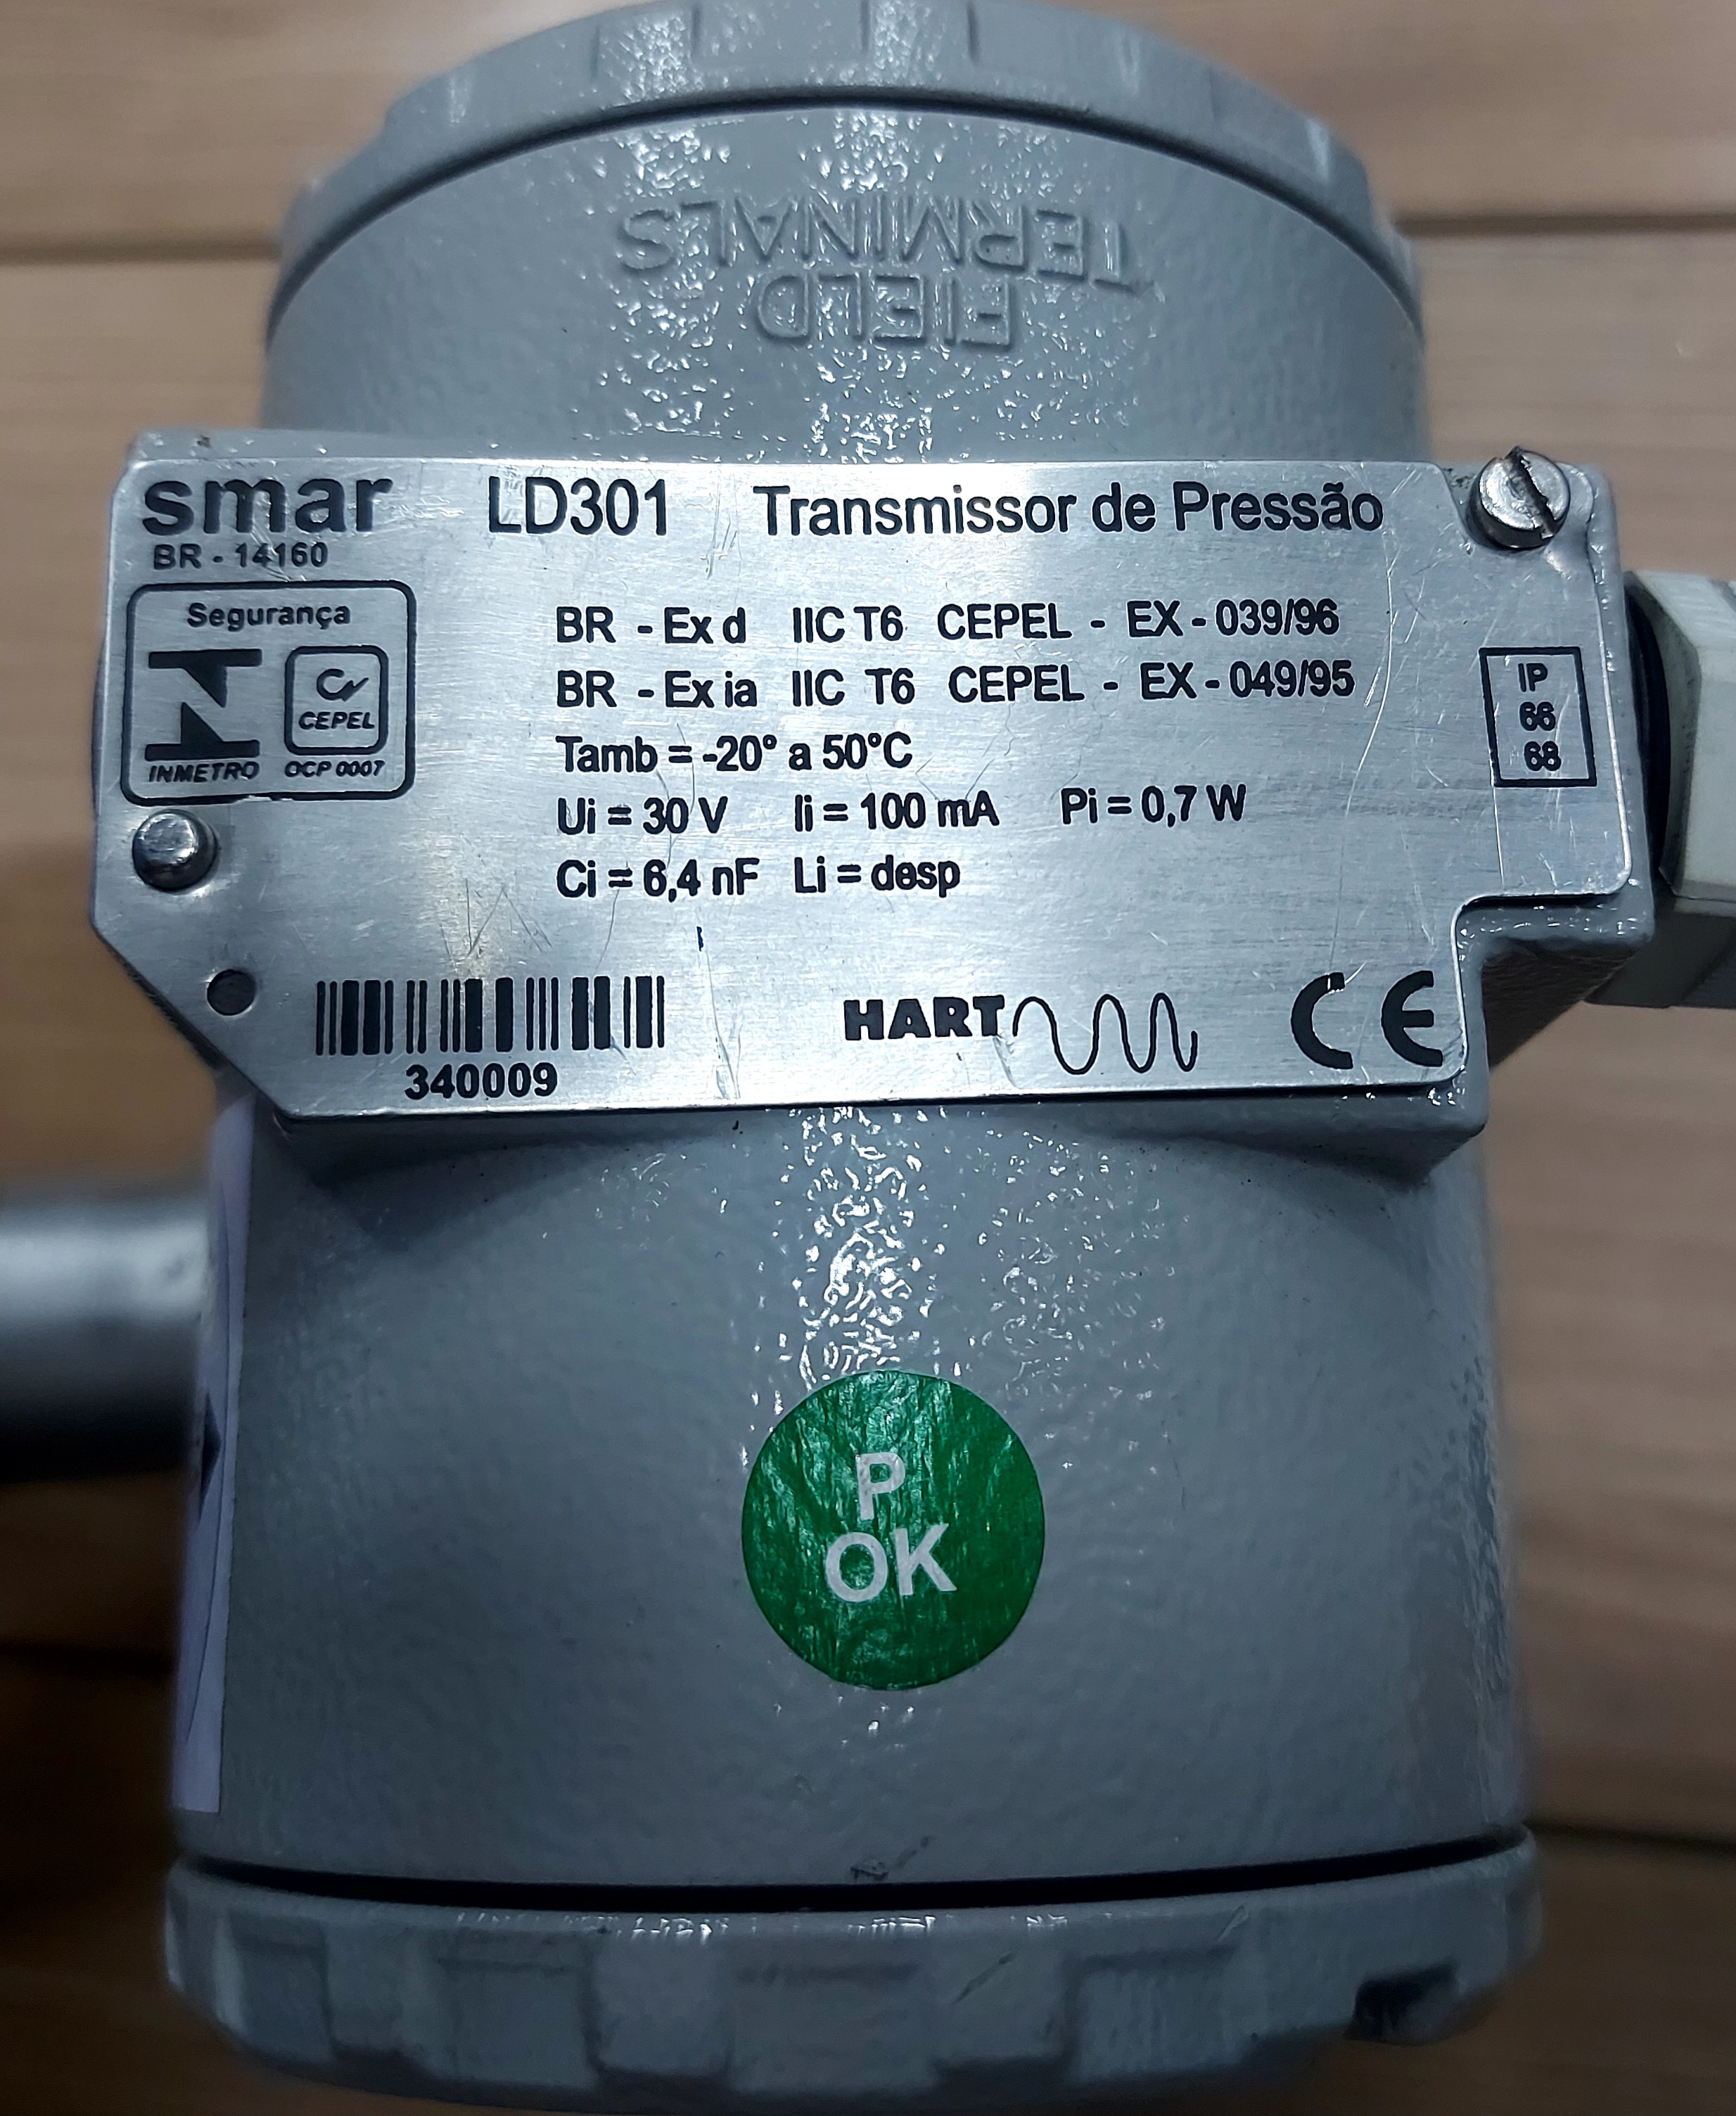 FIELD
TERMINALS
smar LD301 Transmissor de Pressão
BR - 14160
Segurança
CEPEL
INMETRO OCP 0007
BR - Ex d IIC T6 CEPEL - EX - 039/96
BR - Ex ia IIC T6 CEPEL - EX - 049/95
Tamb = -20° a 50°C
Ui = 30 V Ii = 100 mA Pi = 0,7 W
Ci = 6,4 nF Li = desp
IP
66
68
340009
HART CE
P
OK